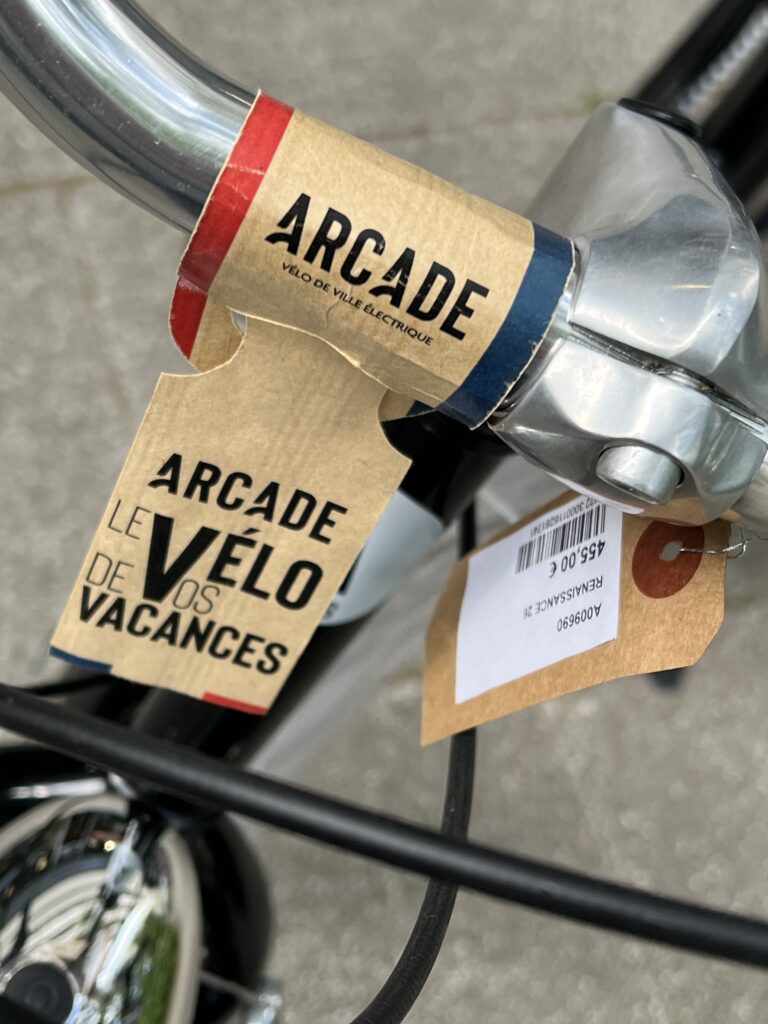 ARCADE
VÉLO DE VILLE ÉLECTRIQUE
ARCADE
LE VÉLO
DE VOS
VACANCES
A009690
RENAISSANCE 26
455,00 €